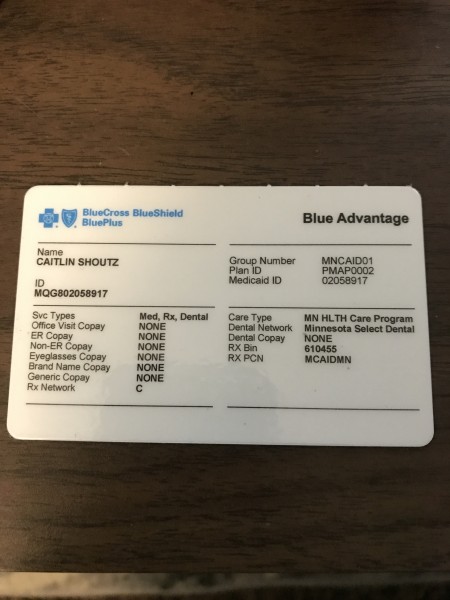 BlueCross BlueShield
BluePlus
Blue Advantage
Name
CAITLIN SHOUTZ
ID
MQG802058917
Group Number MNCAID01
Plan ID PMAP0002
Medicaid ID 02058917
Svc Types Med, Rx, Dental
Office Visit Copay NONE
ER Copay NONE
Non-ER Copay NONE
Eyeglasses Copay NONE
Brand Name Copay NONE
Generic Copay NONE
Rx Network C
Care Type MN HLTH Care Program
Dental Network Minnesota Select Dental
Dental Copay NONE
RX Bin 610455
RX PCN MCAIDMN